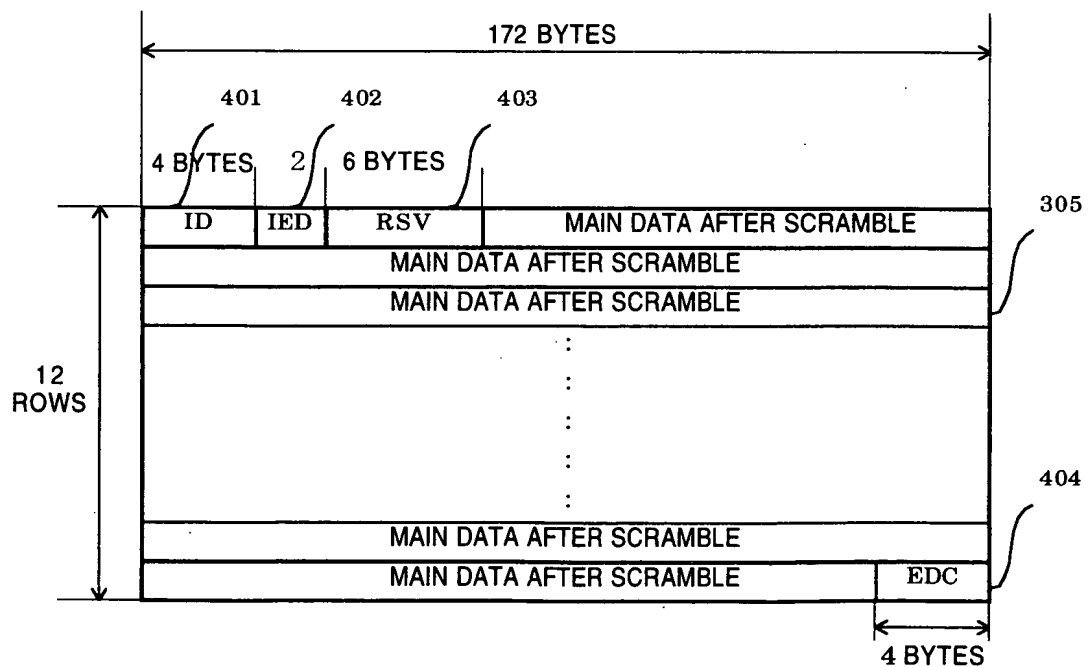 172 BYTES
401 402 403
4 BYTES 2 6 BYTES
ID IED RSV MAIN DATA AFTER SCRAMBLE
305
MAIN DATA AFTER SCRAMBLE
MAIN DATA AFTER SCRAMBLE
12
ROWS
404
MAIN DATA AFTER SCRAMBLE
MAIN DATA AFTER SCRAMBLE EDC
4 BYTES